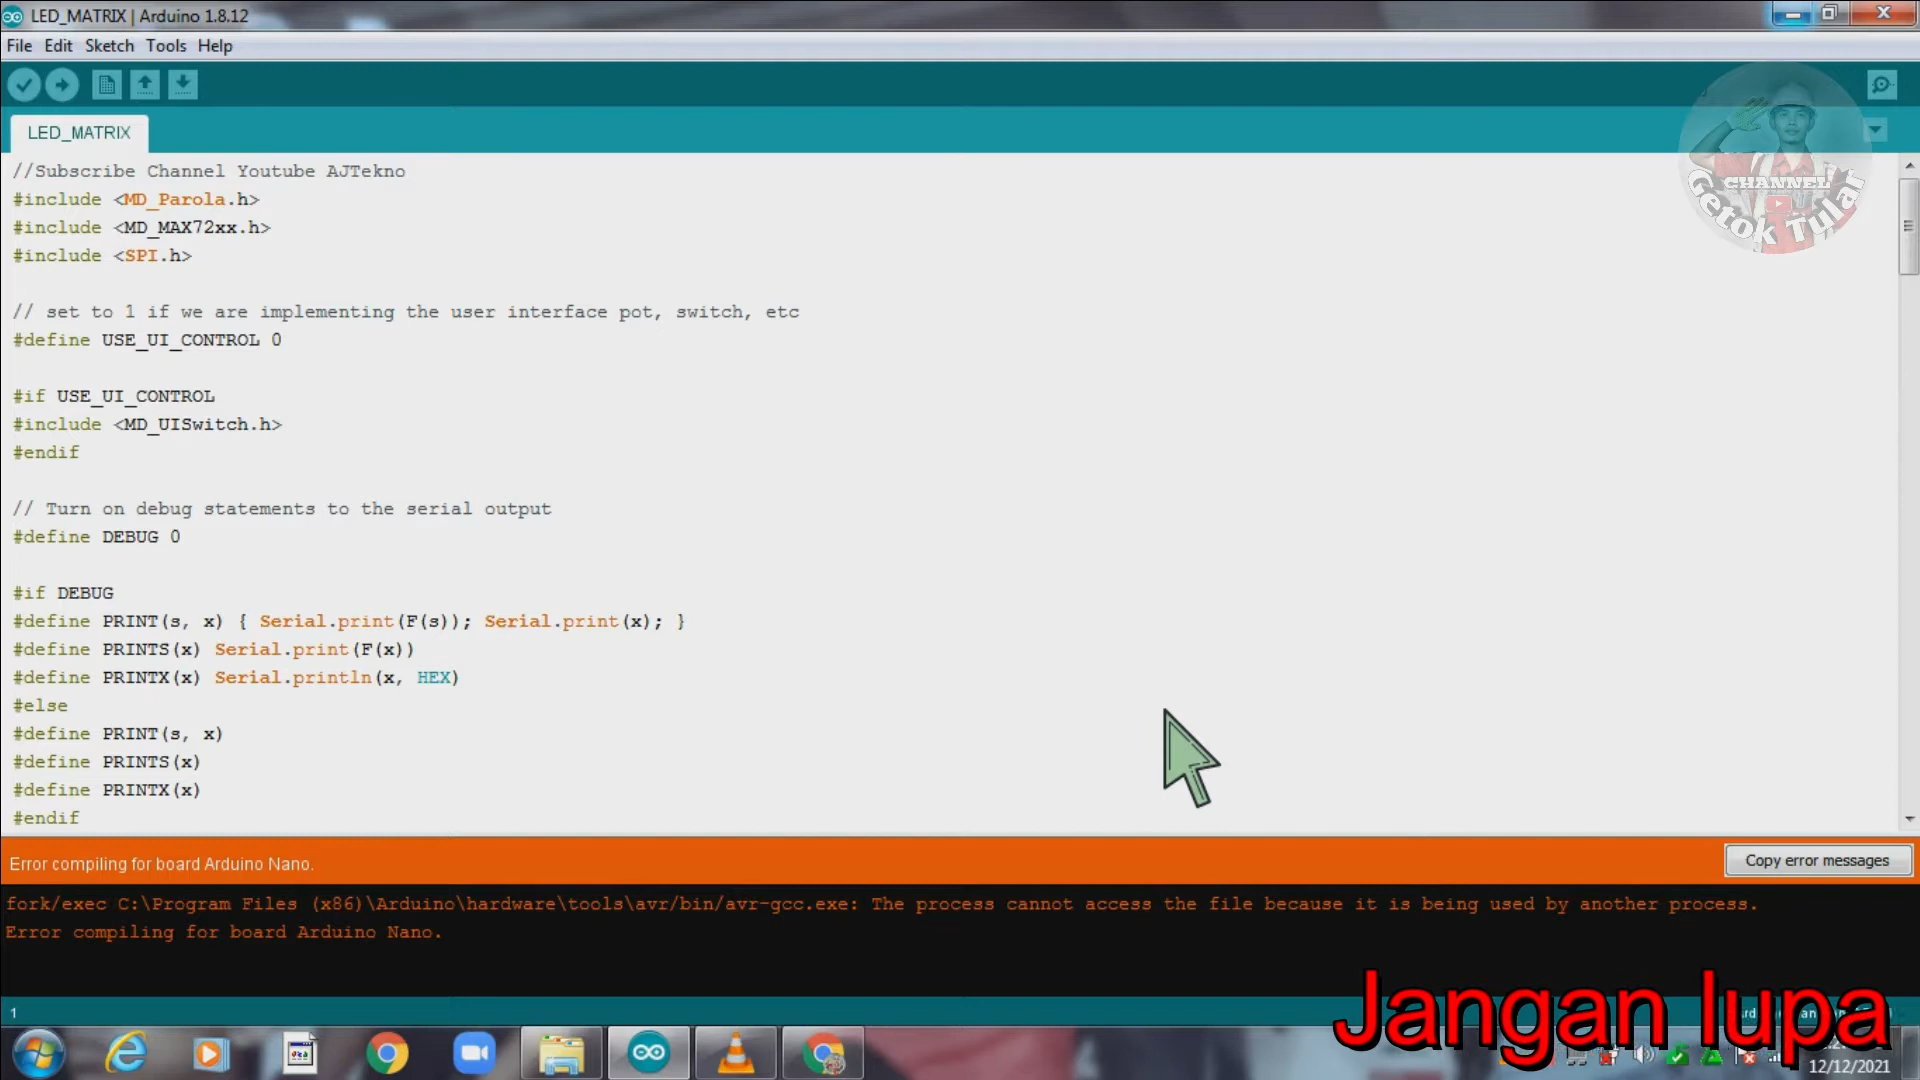 LED_MATRIX | Arduino 1.8.12
File Edit Sketch Tools Help
LED_MATRIX
//Subscribe Channel Youtube AJTekno
#include <MD_Parola.h>
#include <MD_MAX72xx.h>
#include <SPI.h>
// set to 1 if we are implementing the user interface pot, switch, etc
#define USE_UI_CONTROL 0
#if USE_UI_CONTROL
#include <MD_UISwitch.h>
#endif
// Turn on debug statements to the serial output
#define DEBUG 0
#if DEBUG
#define PRINT(s, x) { Serial.print(F(s)); Serial.print(x); }
#define PRINTS(x) Serial.print(F(x))
#define PRINTX(x) Serial.println(x, HEX)
#else
#define PRINT(s, x)
#define PRINTS(x)
#define PRINTX(x)
#endif
CHANNEL
Getok Tular
Error compiling for board Arduino Nano.
Copy error messages
fork/exec C:\Program Files (x86)\Arduino\hardware\tools\avr/bin/avr-gcc.exe: The process cannot access the file because it is being used by another process.
Error compiling for board Arduino Nano.
1
Jangan lupa
12/12/2021